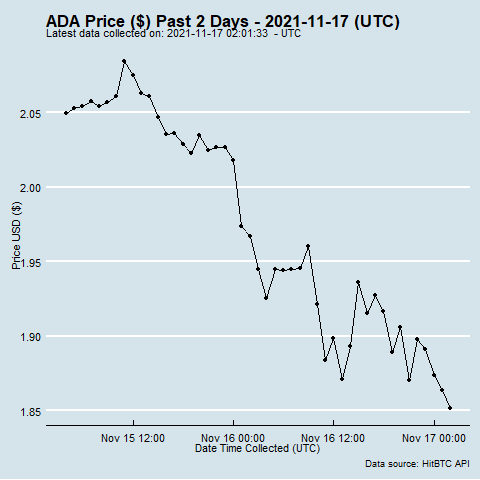 ADA Price ($) Past 2 Days - 2021-11-17 (UTC)
Latest data collected on: 2021-11-17 02:01:33 - UTC
2.05
2.00
1.95
1.90
1.85
Price USD ($)
Nov 15 12:00 Nov 16 00:00 Nov 16 12:00 Nov 17 00:00
Date Time Collected (UTC)
Data source: HitBTC API